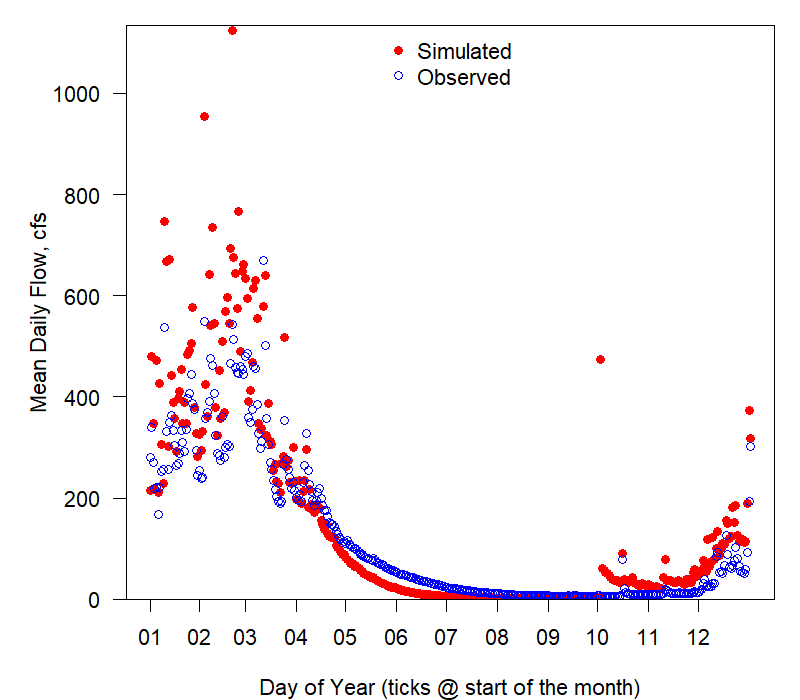 Simulated
Observed
Mean Daily Flow, cfs
1000
800
600
400
200
0
01 02 03 04 05 06 07 08 09 10 11 12
Day of Year (ticks @ start of the month)